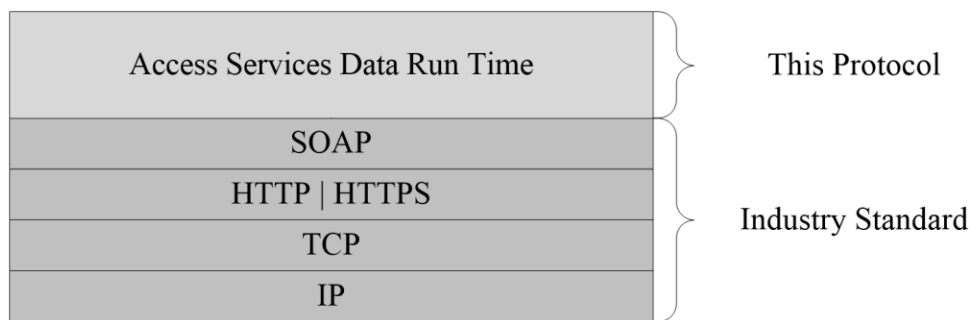 Access Services Data Run Time
This Protocol
SOAP
HTTP | HTTPS
TCP
IP
Industry Standard